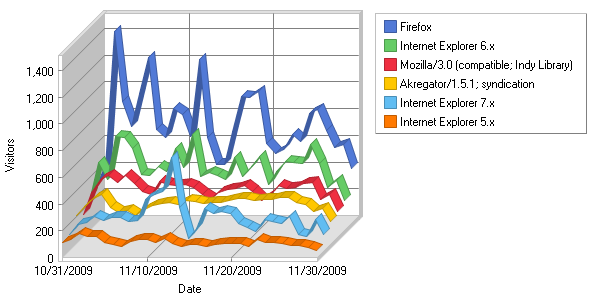 Firefox
Internet Explorer 6.x
Mozilla/3.0 (compatible; Indy Library)
Akregator/1.5.1; syndication
Internet Explorer 7.x
Internet Explorer 5.x
Visitors
1,400
1,200
1,000
800
600
400
200
0
10/31/2009 11/10/2009 11/20/2009 11/30/2009
Date